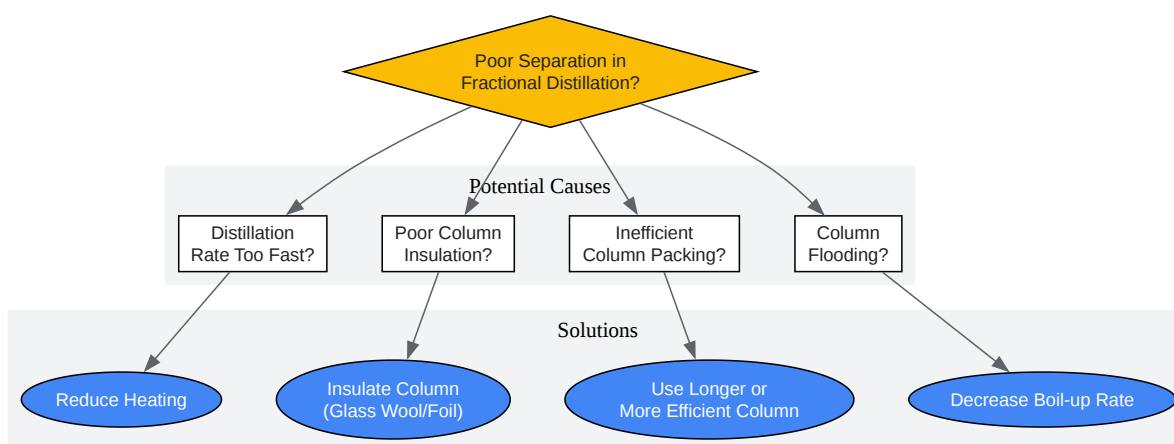 Poor Separation in
Fractional Distillation?
Potential Causes
Distillation
Rate Too Fast?
Poor Column
Insulation?
Inefficient
Column Packing?
Column
Flooding?
Solutions
Reduce Heating
Insulate Column
(Glass Wool/Foil)
Use Longer or
More Efficient Column
Decrease Boil-up Rate